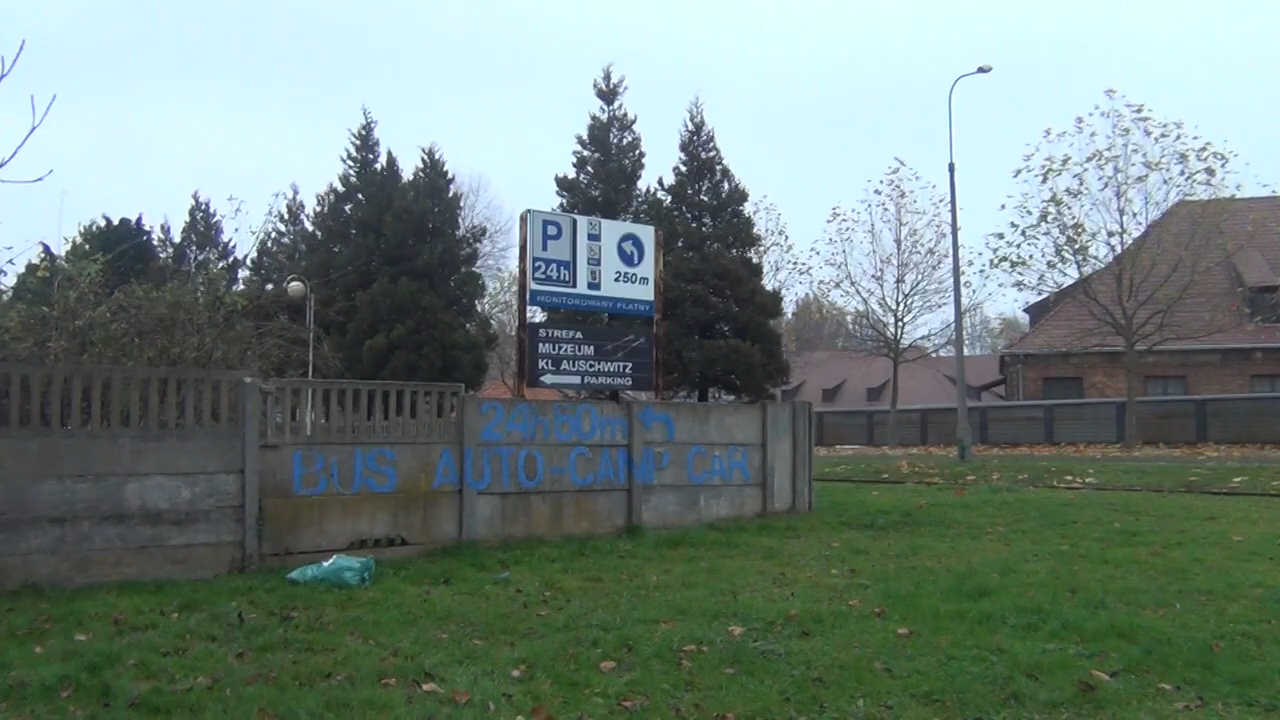 P
24h
250m
MONITOROWANY PŁATNY
STREFA
MUZEUM
KL AUSCHWITZ
PARKING
24h 50m
BUS AUTO-CAMP CAR